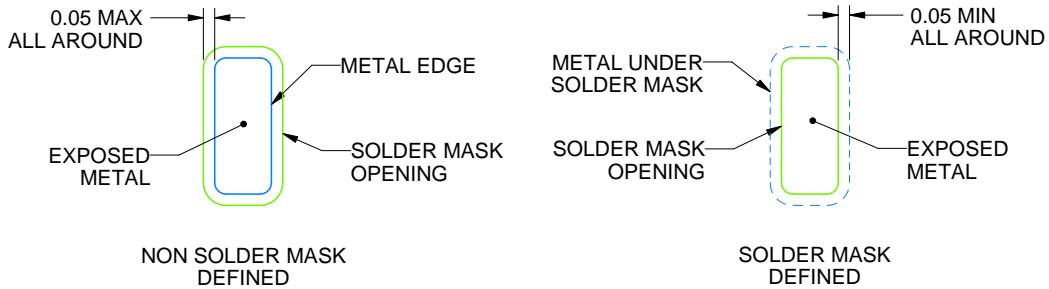 0.05 MAX
ALL AROUND
METAL EDGE
EXPOSED
METAL
SOLDER MASK
OPENING
NON SOLDER MASK
DEFINED
0.05 MIN
ALL AROUND
METAL UNDER
SOLDER MASK
SOLDER MASK
OPENING
EXPOSED
METAL
SOLDER MASK
DEFINED